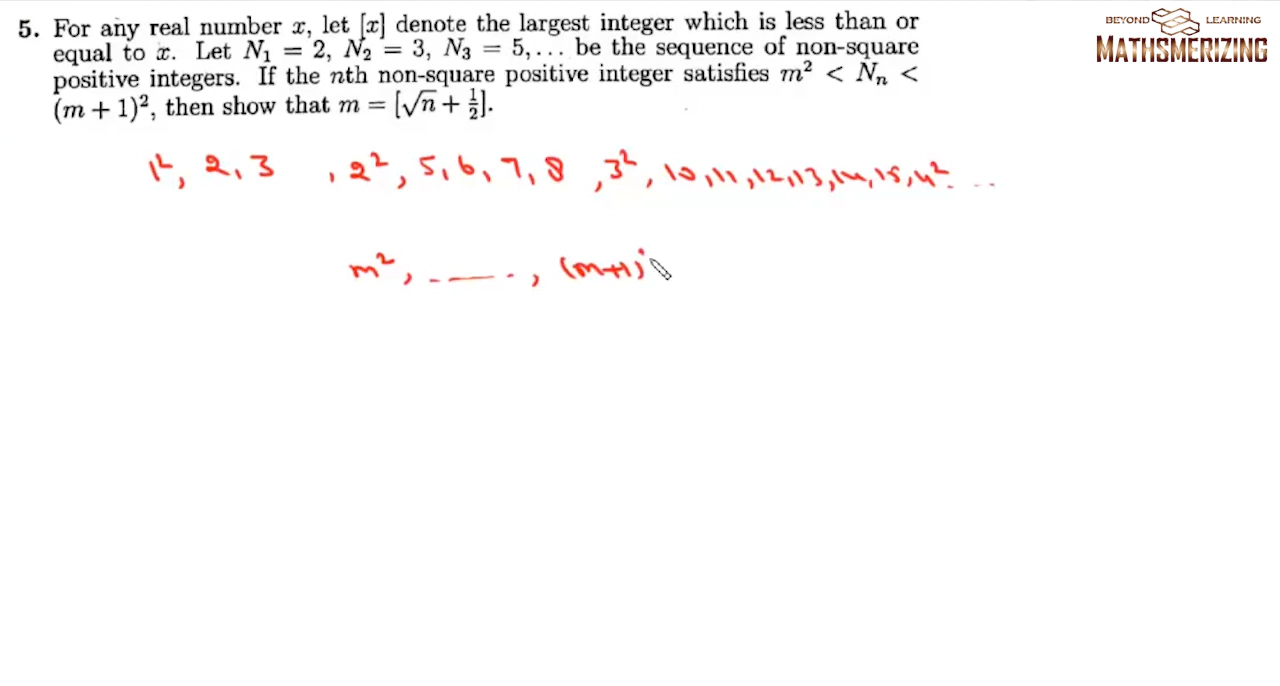 BEYOND LEARNING
MATHSMERIZING
5. For any real number x, let [x] denote the largest integer which is less than or
equal to x. Let N₁ = 2, N₂ = 3, N₃ = 5,... be the sequence of non-square
positive integers. If the nth non-square positive integer satisfies m² < Nₙ <
(m + 1)², then show that m = [√n + ½].
1², 2, 3 , 2², 5, 6, 7, 8 , 3², 10, 11, 12, 13, 14, 15, 4² ...
m², . — ., (m+1)